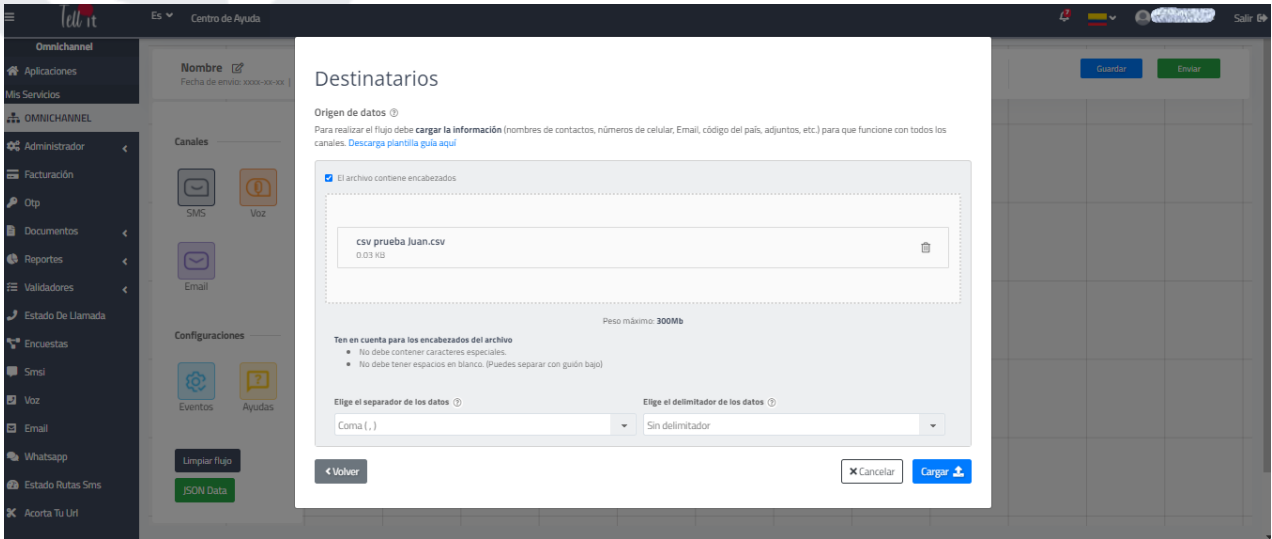 Tell it
Es
Centro de Ayuda
Salir
Omnichannel
Aplicaciones
Mis Servicios
OMNICHANNEL
Administrador
Facturación
Otp
Documentos
Reportes
Validadores
Estado De Llamada
Encuestas
Smsi
Voz
Email
Whatsapp
Estado Rutas Sms
Acorta Tu Url
Nombre
Fecha de envio: xxxx-xx-xx |
Guardar
Enviar
Canales
SMS
Voz
Email
Configuraciones
Eventos
Ayudas
Limpiar flujo
JSON Data
Destinatarios
Origen de datos
Para realizar el flujo debe cargar la información (nombres de contactos, números de celular, Email, código del país, adjuntos, etc.) para que funcione con todos los
canales. Descarga plantilla guía aquí
El archivo contiene encabezados
csv prueba Juan.csv
0.03 KB
Peso máximo: 300Mb
Ten en cuenta para los encabezados del archivo
No debe contener caracteres especiales.
No debe tener espacios en blanco. (Puedes separar con guión bajo)
Elige el separador de los datos
Elige el delimitador de los datos
Coma ( , )
Sin delimitador
Volver
Cancelar
Cargar